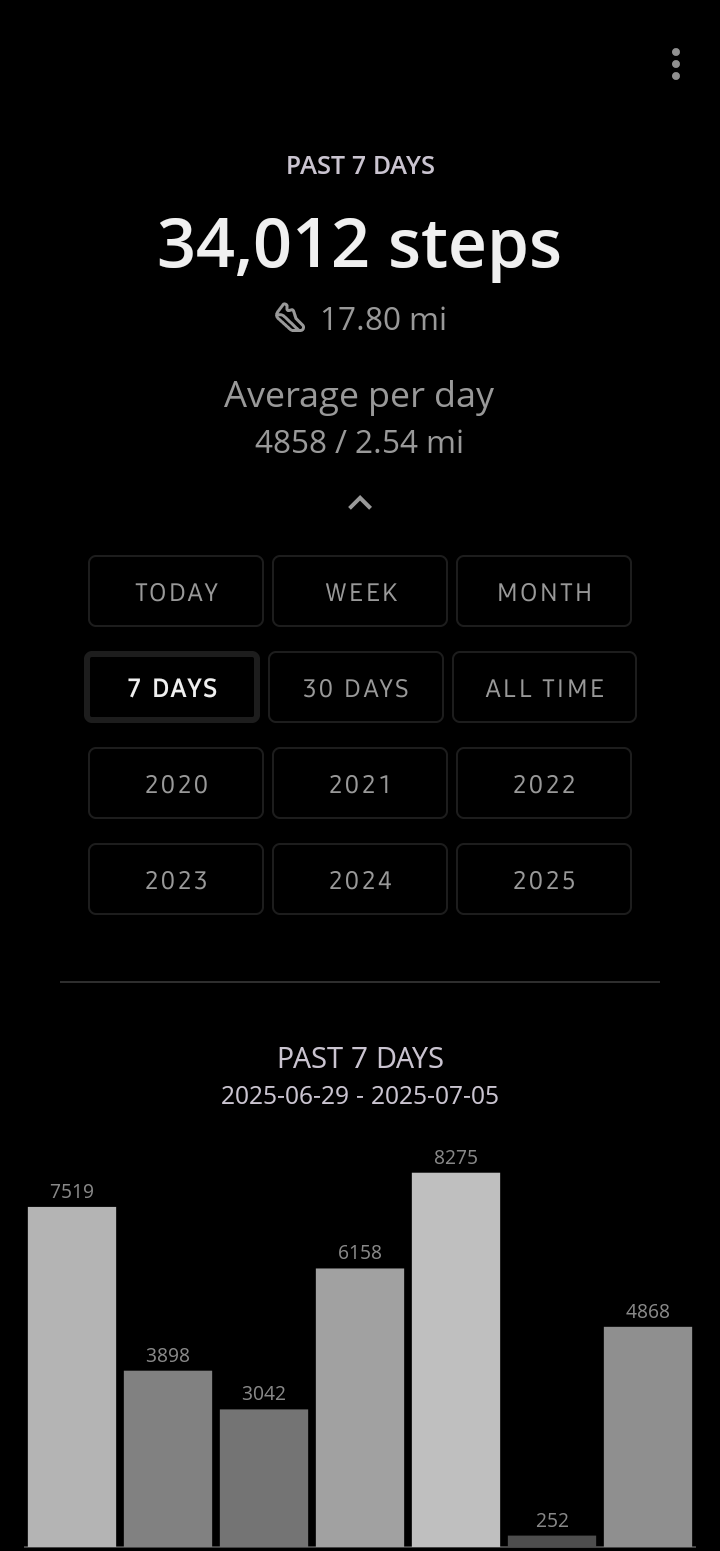 PAST 7 DAYS
34,012 steps
17.80 mi
Average per day
4858 / 2.54 mi
TODAY WEEK MONTH
7 DAYS 30 DAYS ALL TIME
2020 2021 2022
2023 2024 2025
PAST 7 DAYS
2025-06-29 - 2025-07-05
7519 3898 3042 6158 8275 252 4868